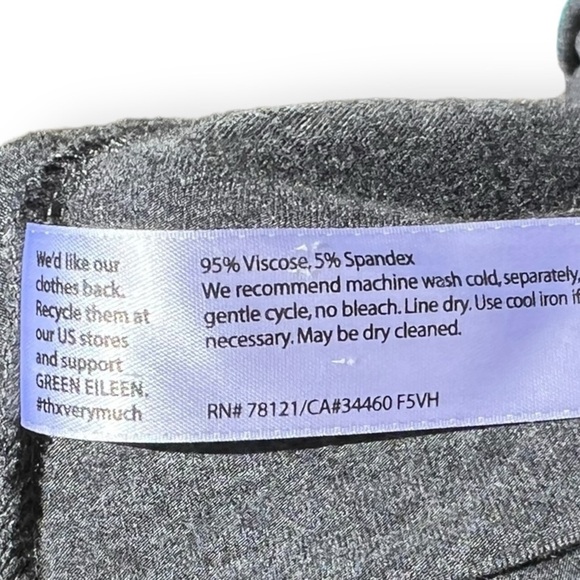 We'd like our
clothes back.
Recycle them at
our US stores
and support
GREEN EILEEN.
#thxverymuch
95% Viscose, 5% Spandex
We recommend machine wash cold, separately,
gentle cycle, no bleach. Line dry. Use cool iron if
necessary. May be dry cleaned.
RN# 78121/CA#34460 F5VH